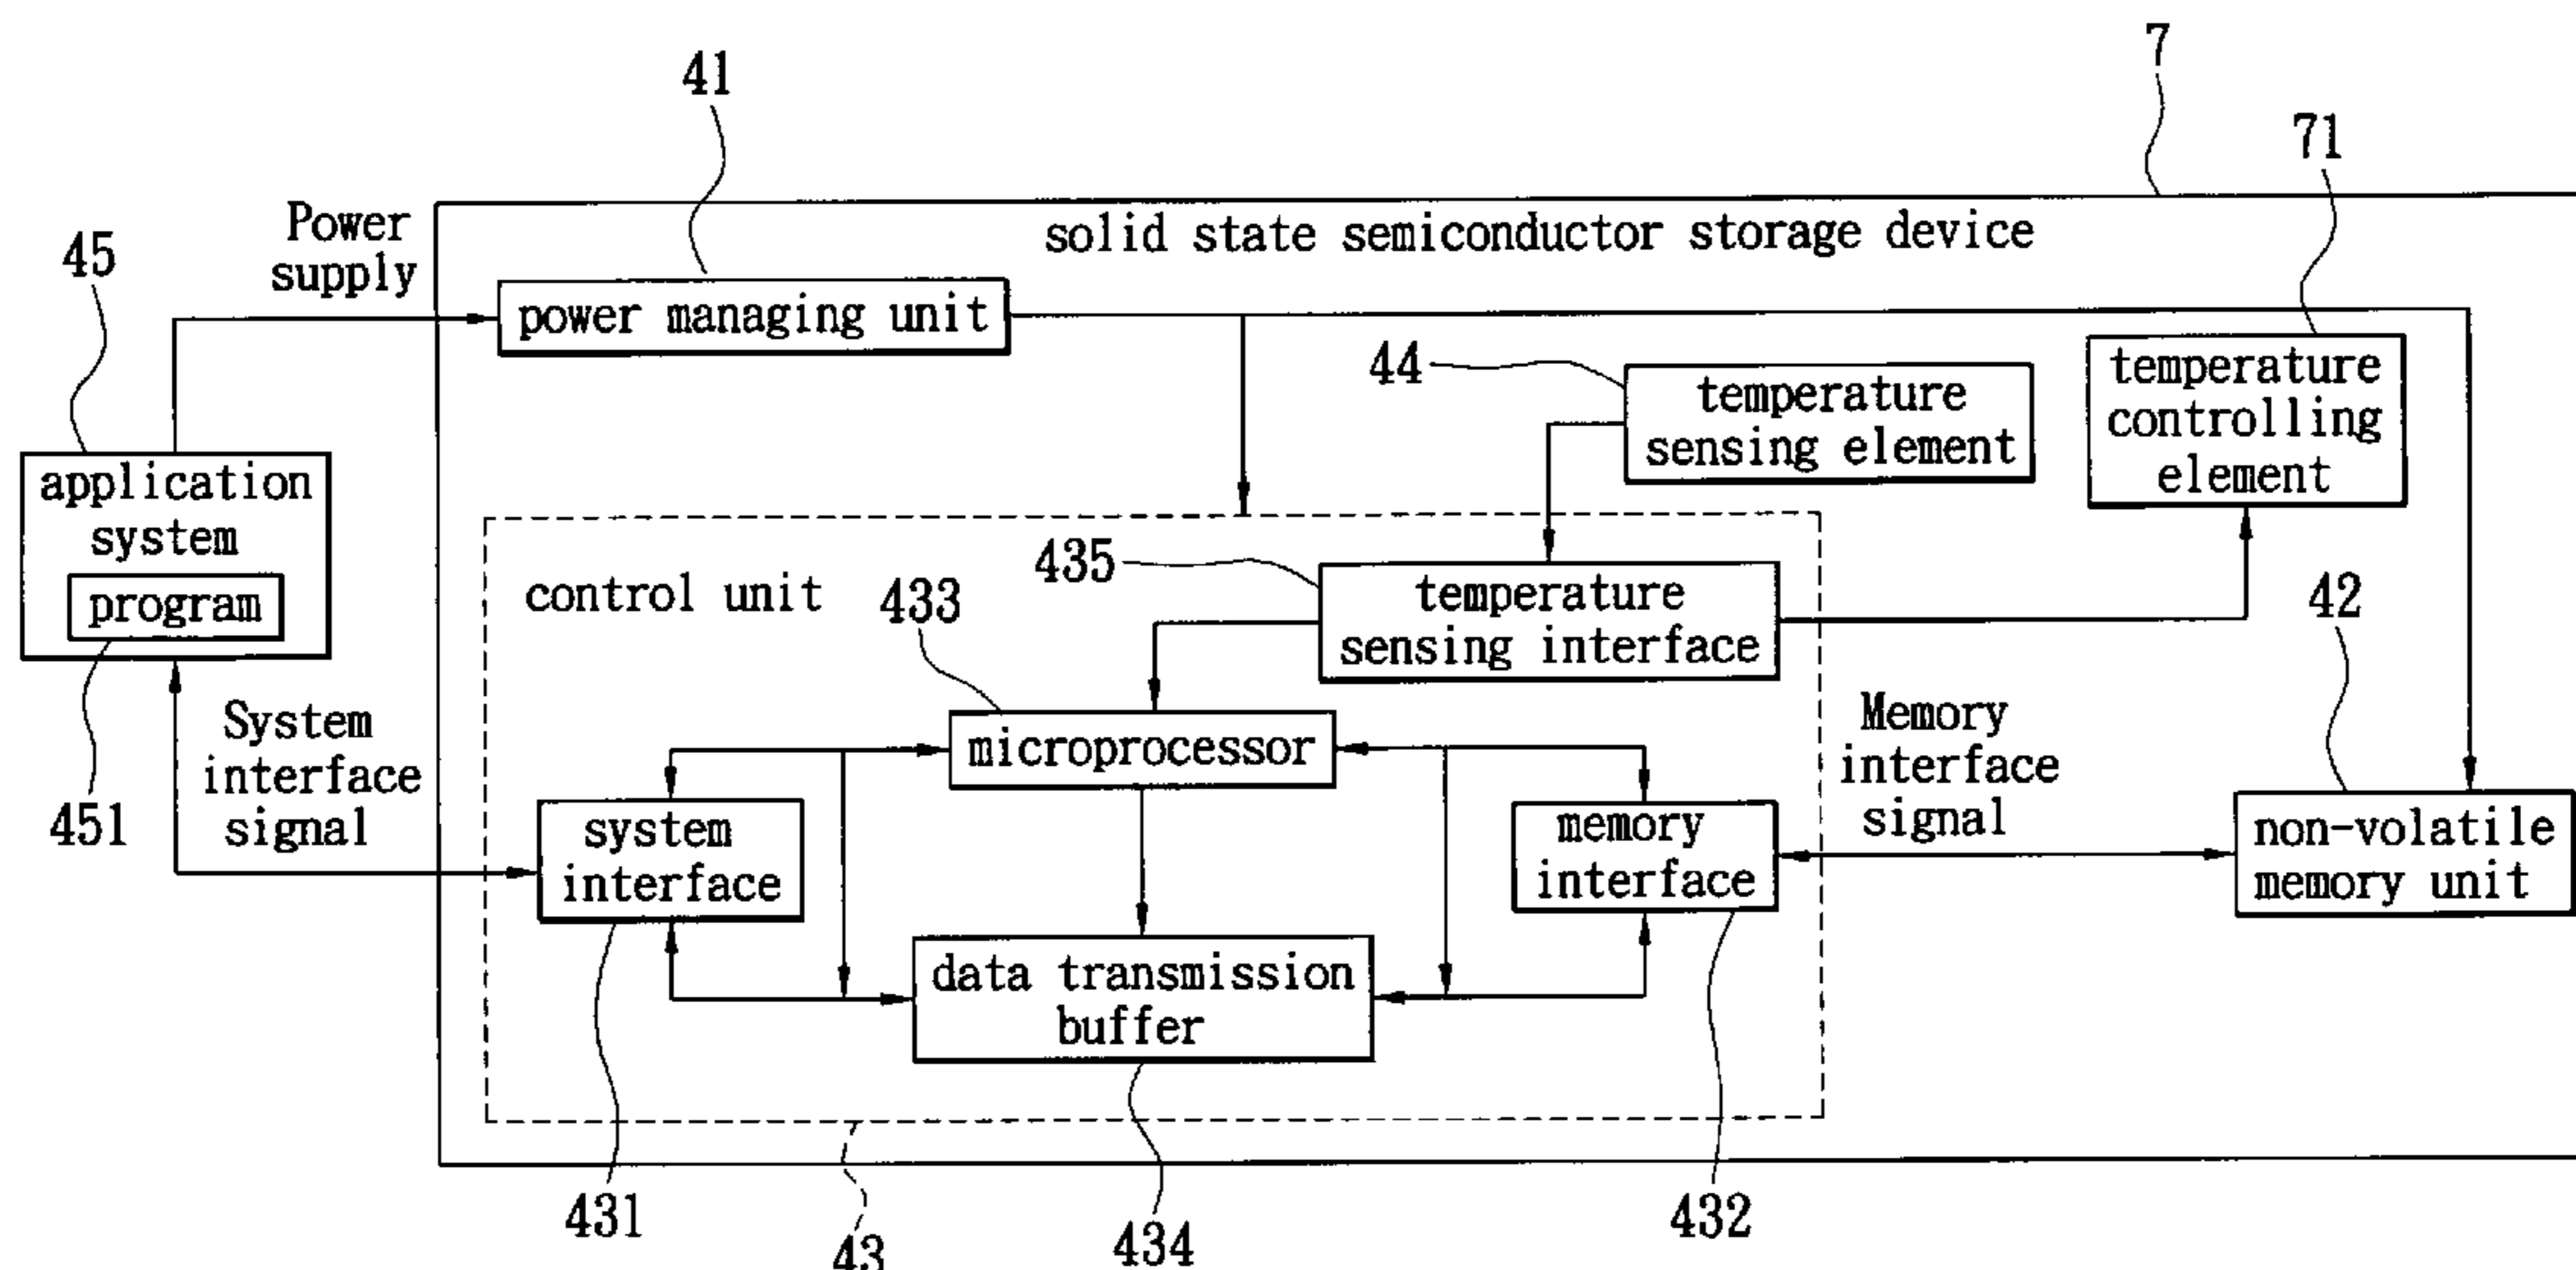 7
41
71
Power
supply
solid state semiconductor storage device
45
power managing unit
44
temperature
sensing element
temperature
controlling
element
application
system
program
435
control unit
433
temperature
sensing interface
42
System
interface
signal
451
microprocessor
Memory
interface
signal
system
interface
memory
interface
non-volatile
memory unit
data transmission
buffer
431
43
434
432